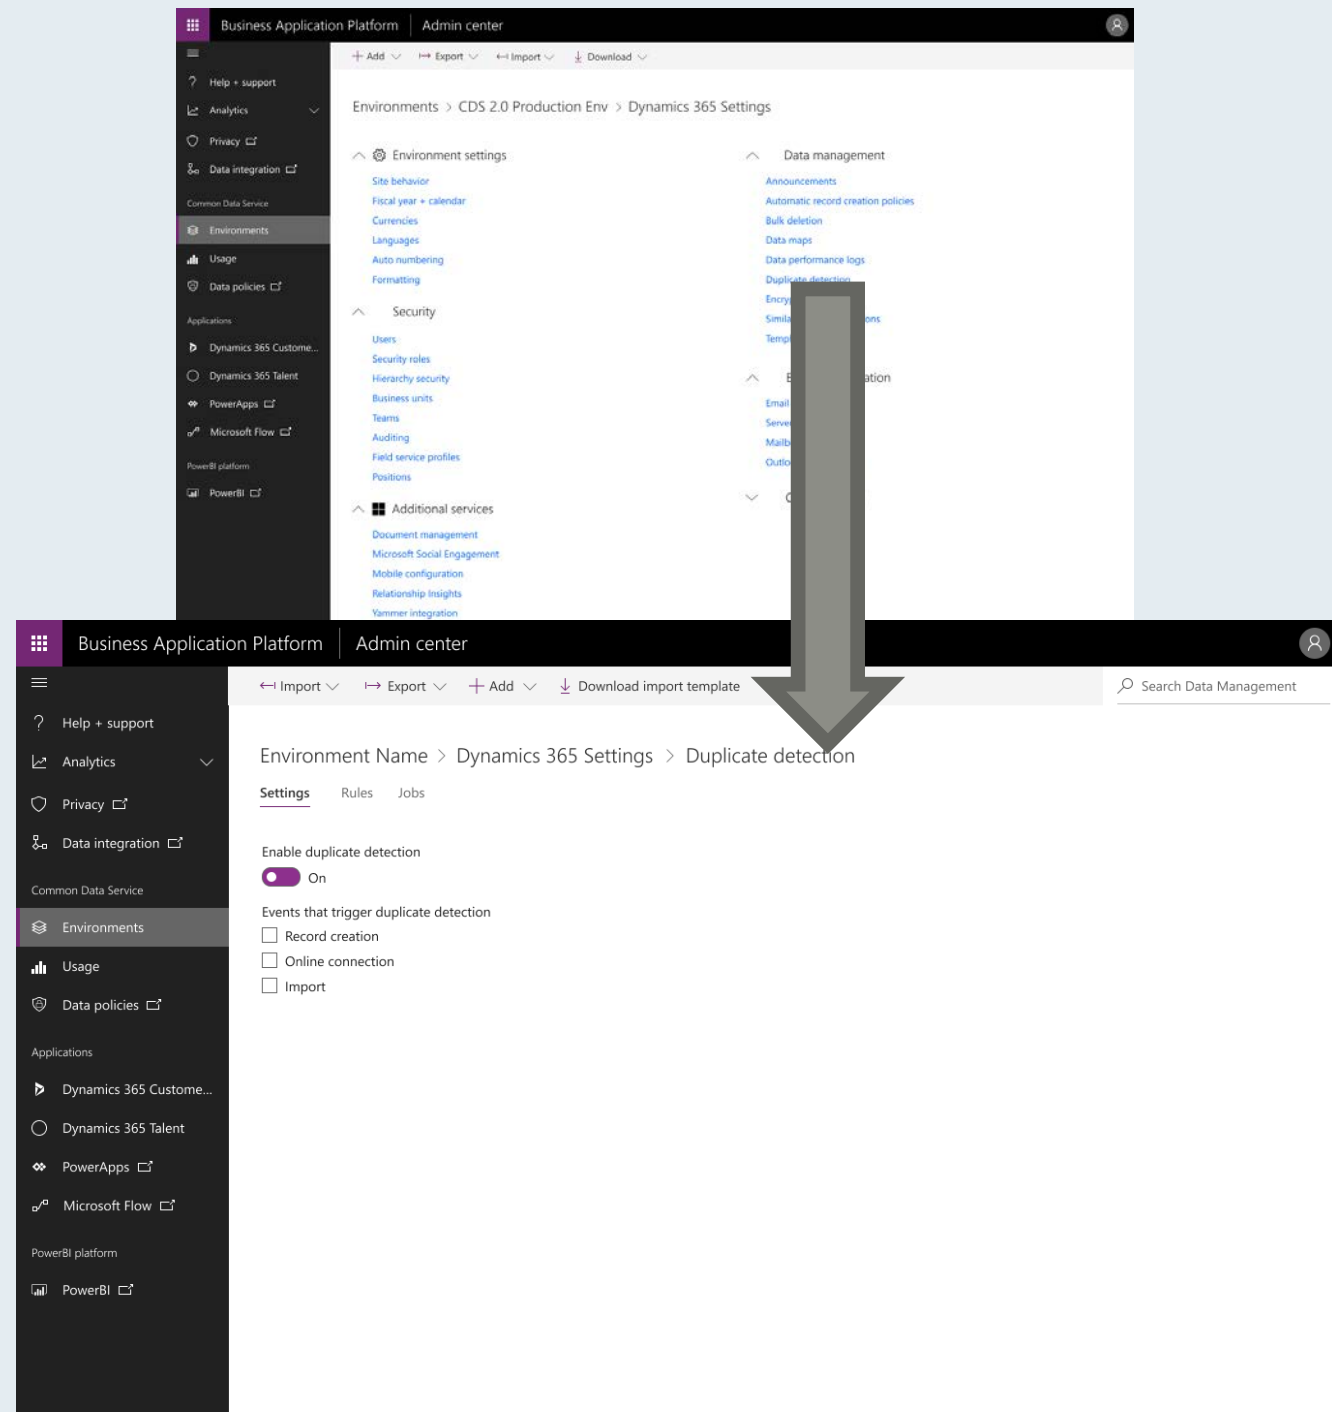 Business Application Platform Admin center
Add Export Import Download
Help + support
Analytics
Privacy
Data integration
Common Data Service
Environments
Usage
Data policies
Applications
Dynamics 365 Custome...
Dynamics 365 Talent
PowerApps
Microsoft Flow
PowerBI platform
PowerBI
Environments > CDS 2.0 Production Env > Dynamics 365 Settings
Environment settings
Site behavior
Fiscal year + calendar
Currencies
Languages
Auto numbering
Formatting
Security
Users
Security roles
Hierarchy security
Business units
Teams
Auditing
Field service profiles
Positions
Additional services
Document management
Microsoft Social Engagement
Mobile configuration
Relationship Insights
Yammer integration
Data management
Announcements
Automatic record creation policies
Bulk deletion
Data maps
Data performance logs
Duplicate detection
Email
Business Application Platform Admin center
Import Export Add Download import template
Search Data Management
Help + support
Analytics
Privacy
Data integration
Common Data Service
Environments
Usage
Data policies
Applications
Dynamics 365 Custome...
Dynamics 365 Talent
PowerApps
Microsoft Flow
PowerBI platform
PowerBI
Environment Name > Dynamics 365 Settings > Duplicate detection
Settings Rules Jobs
Enable duplicate detection
On
Events that trigger duplicate detection
Record creation
Online connection
Import